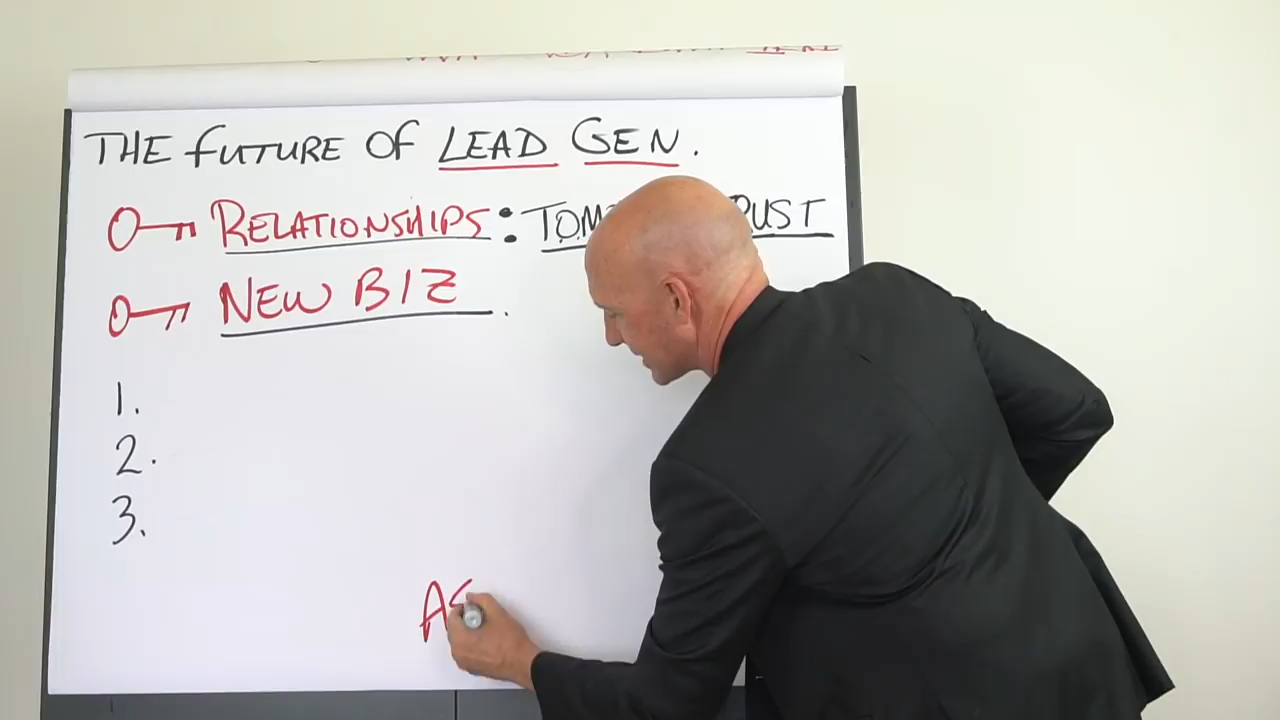 THE FUTURE OF LEAD GEN.
RELATIONSHIPS:
NEW BIZ.
1.
2.
3.